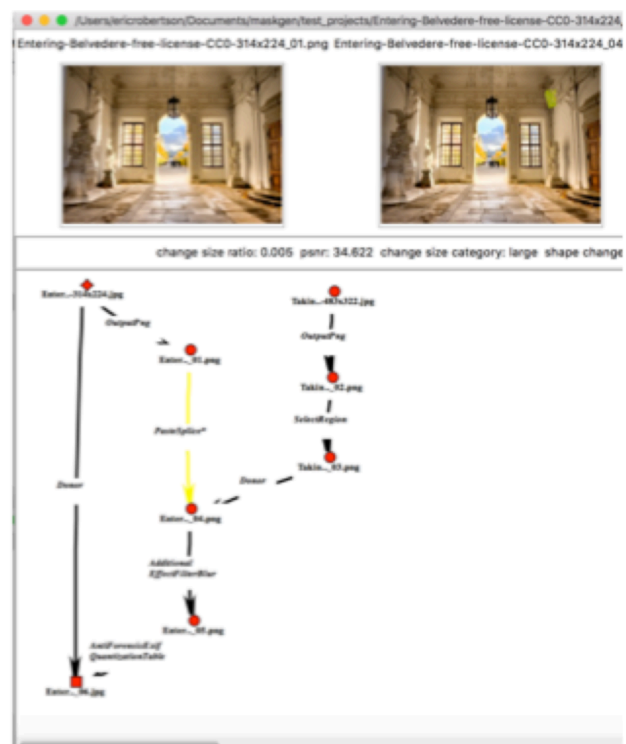 /Users/ericrobertson/Documents/maskgen/test_projects/Entering-Belvedere-free-license-CC0-314x224_
Entering-Belvedere-free-license-CC0-314x224_01.png Entering-Belvedere-free-license-CC0-314x224_04
change size ratio: 0.005 psnr: 34.622 change size category: large shape change
Enter...-314x224.jpg
Takin...-483x322.jpg
OutputPng
OutputPng
Enter..._01.png
Takin..._02.png
PasteSplice*
SelectRegion
Takin..._03.png
Donor
Donor
Enter..._04.png
Additional
EffectFilterBlur
Enter..._05.png
AntiForensicExif
QuantizationTable
Enter..._06.jpg